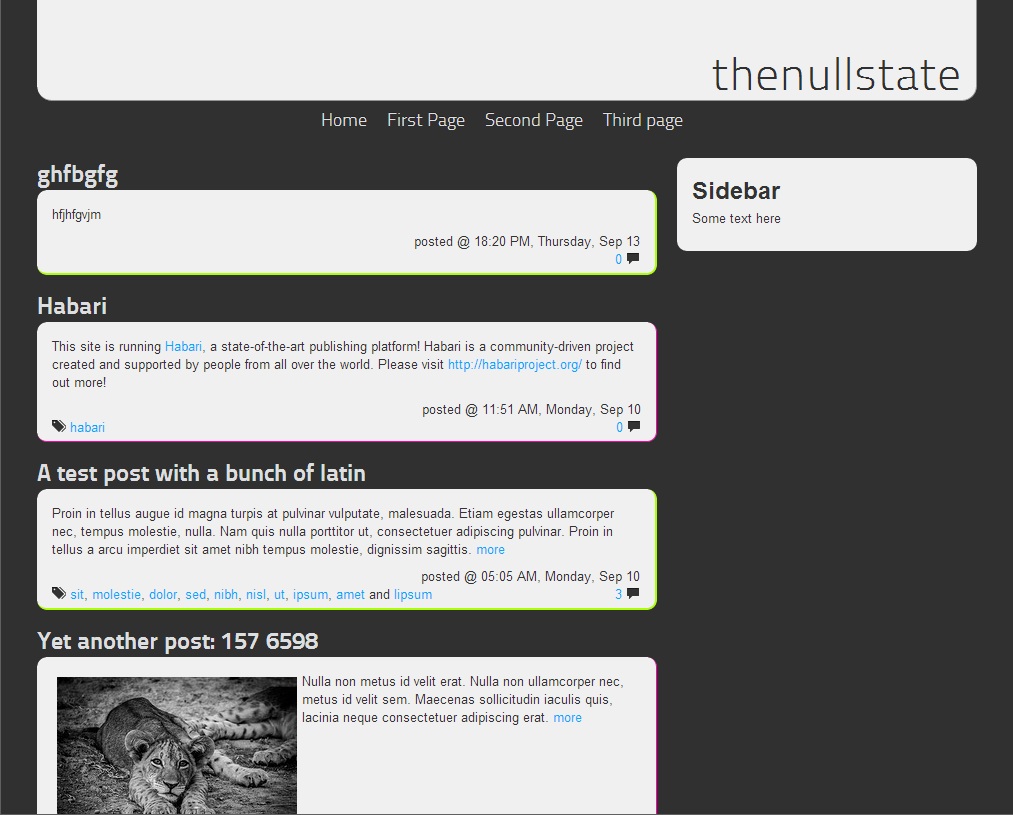 thenullstate
Home First Page Second Page Third page
ghfbgfg
hfjhfgvjm
posted @ 18:20 PM, Thursday, Sep 13
0
Habari
This site is running Habari, a state-of-the-art publishing platform! Habari is a community-driven project
created and supported by people from all over the world. Please visit http://habariproject.org/ to find
out more!
posted @ 11:51 AM, Monday, Sep 10
habari 0
A test post with a bunch of latin
Proin in tellus augue id magna turpis at pulvinar vulputate, malesuada. Etiam egestas ullamcorper
nec, tempus molestie, nulla. Nam quis nulla porttitor ut, consectetuer adipiscing pulvinar. Proin in
tellus a arcu imperdiet sit amet nibh tempus molestie, dignissim sagittis. more
posted @ 05:05 AM, Monday, Sep 10
sit, molestie, dolor, sed, nibh, nisl, ut, ipsum, amet and lipsum 3
Yet another post: 157 6598
Nulla non metus id velit erat. Nulla non ullamcorper nec,
metus id velit sem. Maecenas sollicitudin iaculis quis,
lacinia neque consectetuer adipiscing erat. more
Sidebar
Some text here